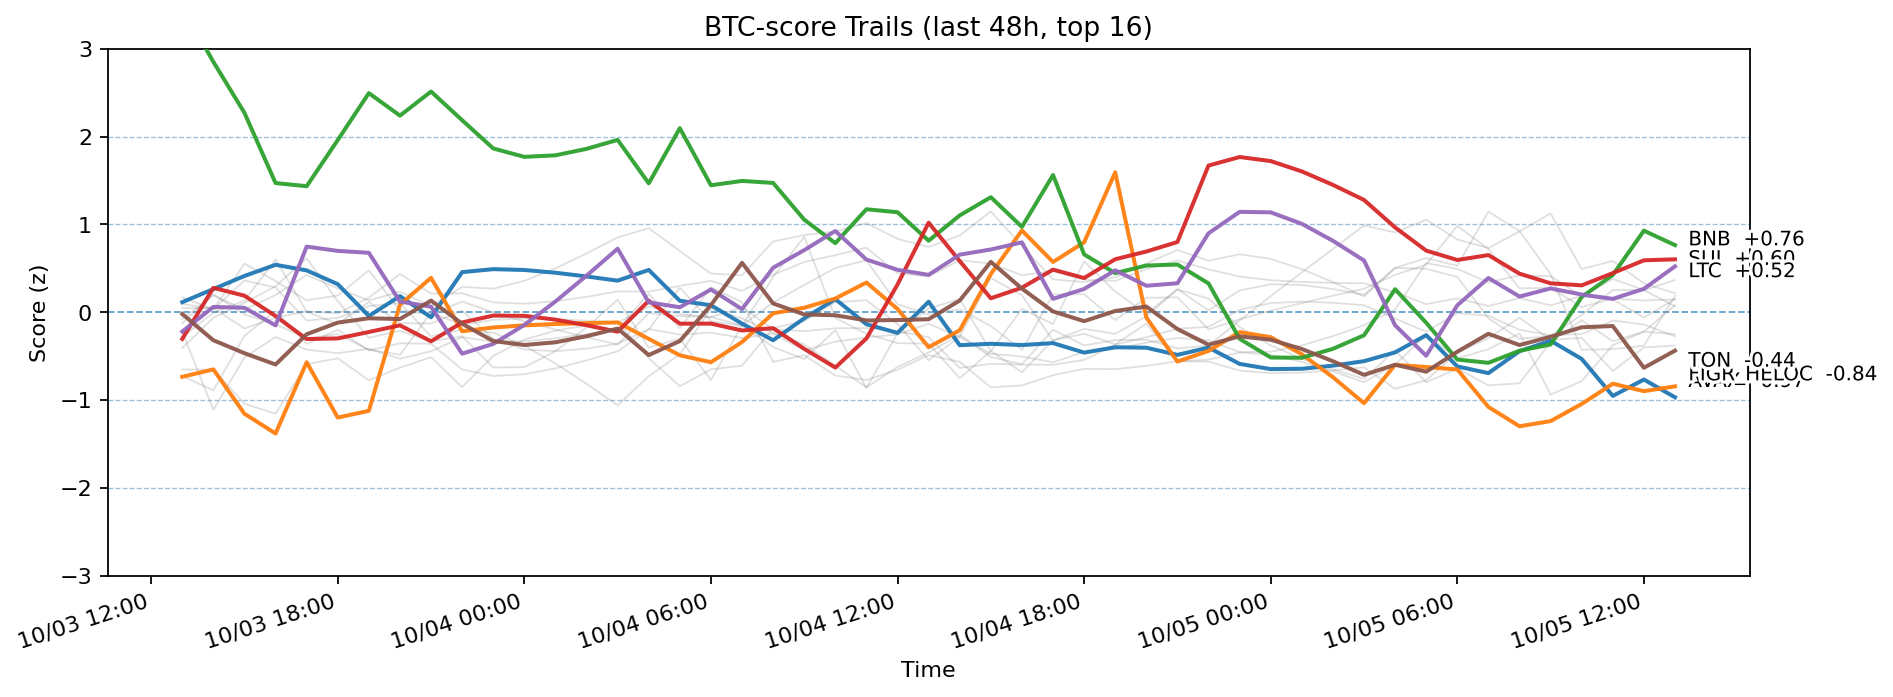 BTC-score Trails (last 48h, top 16)
Score (z)
3
2
1
0
−1
−2
−3
BNB +0.76
+0.60
LTC +0.52
TON -0.44
HELOC -0.84
10/03 12:00
10/03 18:00
10/04 00:00
10/04 06:00
10/04 12:00
10/04 18:00
10/05 00:00
10/05 06:00
10/05 12:00
Time